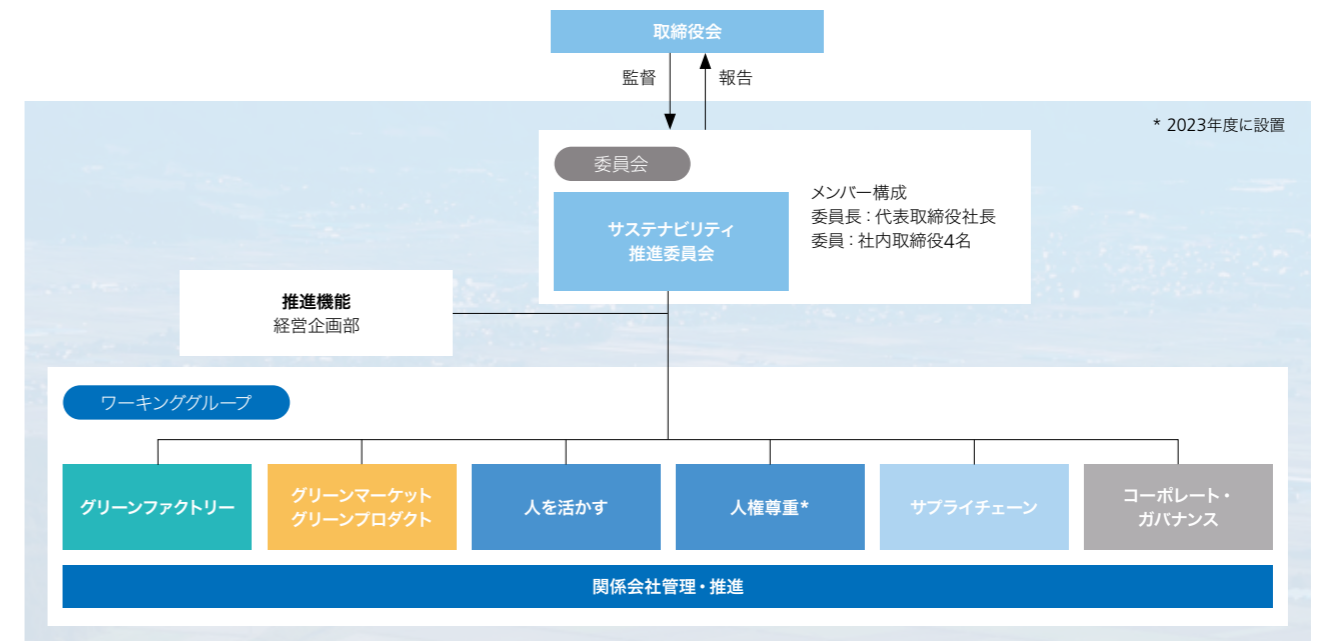 取締役会
監督
報告
* 2023年度に設置
委員会
サステナビリティ
推進委員会
メンバー構成
委員長：代表取締役社長
委員：社内取締役4名
推進機能
経営企画部
ワーキンググループ
グリーンファクトリー
グリーンマーケット
グリーンプロダクト
人を活かす
人権尊重*
サプライチェーン
コーポレート・
ガバナンス
関係会社管理・推進